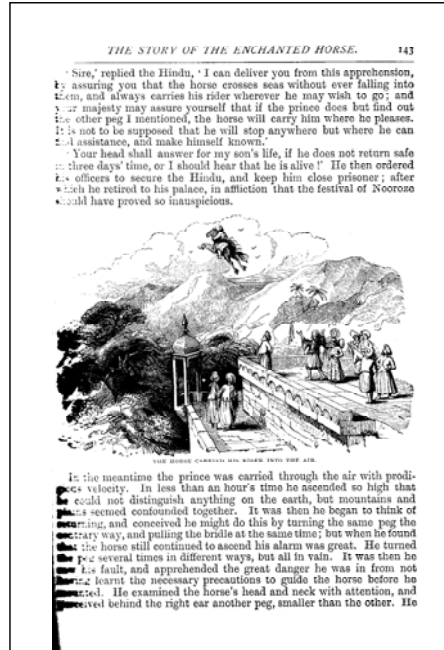 THE STORY OF THE ENCHANTED HORSE. 143
' Sire,' replied the Hindu, ' I can deliver you from this apprehension,
by assuring you that the horse crosses seas without ever falling into
them, and always carries his rider wherever he may wish to go; and
your majesty may assure yourself that if the prince does but find out
the other peg I mentioned, the horse will carry him where he pleases.
It is not to be supposed that he will stop anywhere but where he can
find assistance, and make himself known.'
' Your head shall answer for my son's life, if he does not return safe
in three days' time, or I should hear that he is alive!' He then ordered
his officers to secure the Hindu, and keep him close prisoner; after
which he retired to his palace, in affliction that the festival of Nooroze
should have proved so inauspicious.
THE HORSE CARRIED HIS RIDER INTO THE AIR.
In the meantime the prince was carried through the air with prodi-
gious velocity. In less than an hour's time he ascended so high that
he could not distinguish anything on the earth, but mountains and
plains seemed confounded together. It was then he began to think of
returning, and conceived he might do this by turning the same peg the
contrary way, and pulling the bridle at the same time; but when he found
that the horse still continued to ascend his alarm was great. He turned
the peg several times in different ways, but all in vain. It was then he
saw his fault, and apprehended the great danger he was in from not
having learnt the necessary precautions to guide the horse before he
mounted. He examined the horse's head and neck with attention, and
perceived behind the right ear another peg, smaller than the other. He